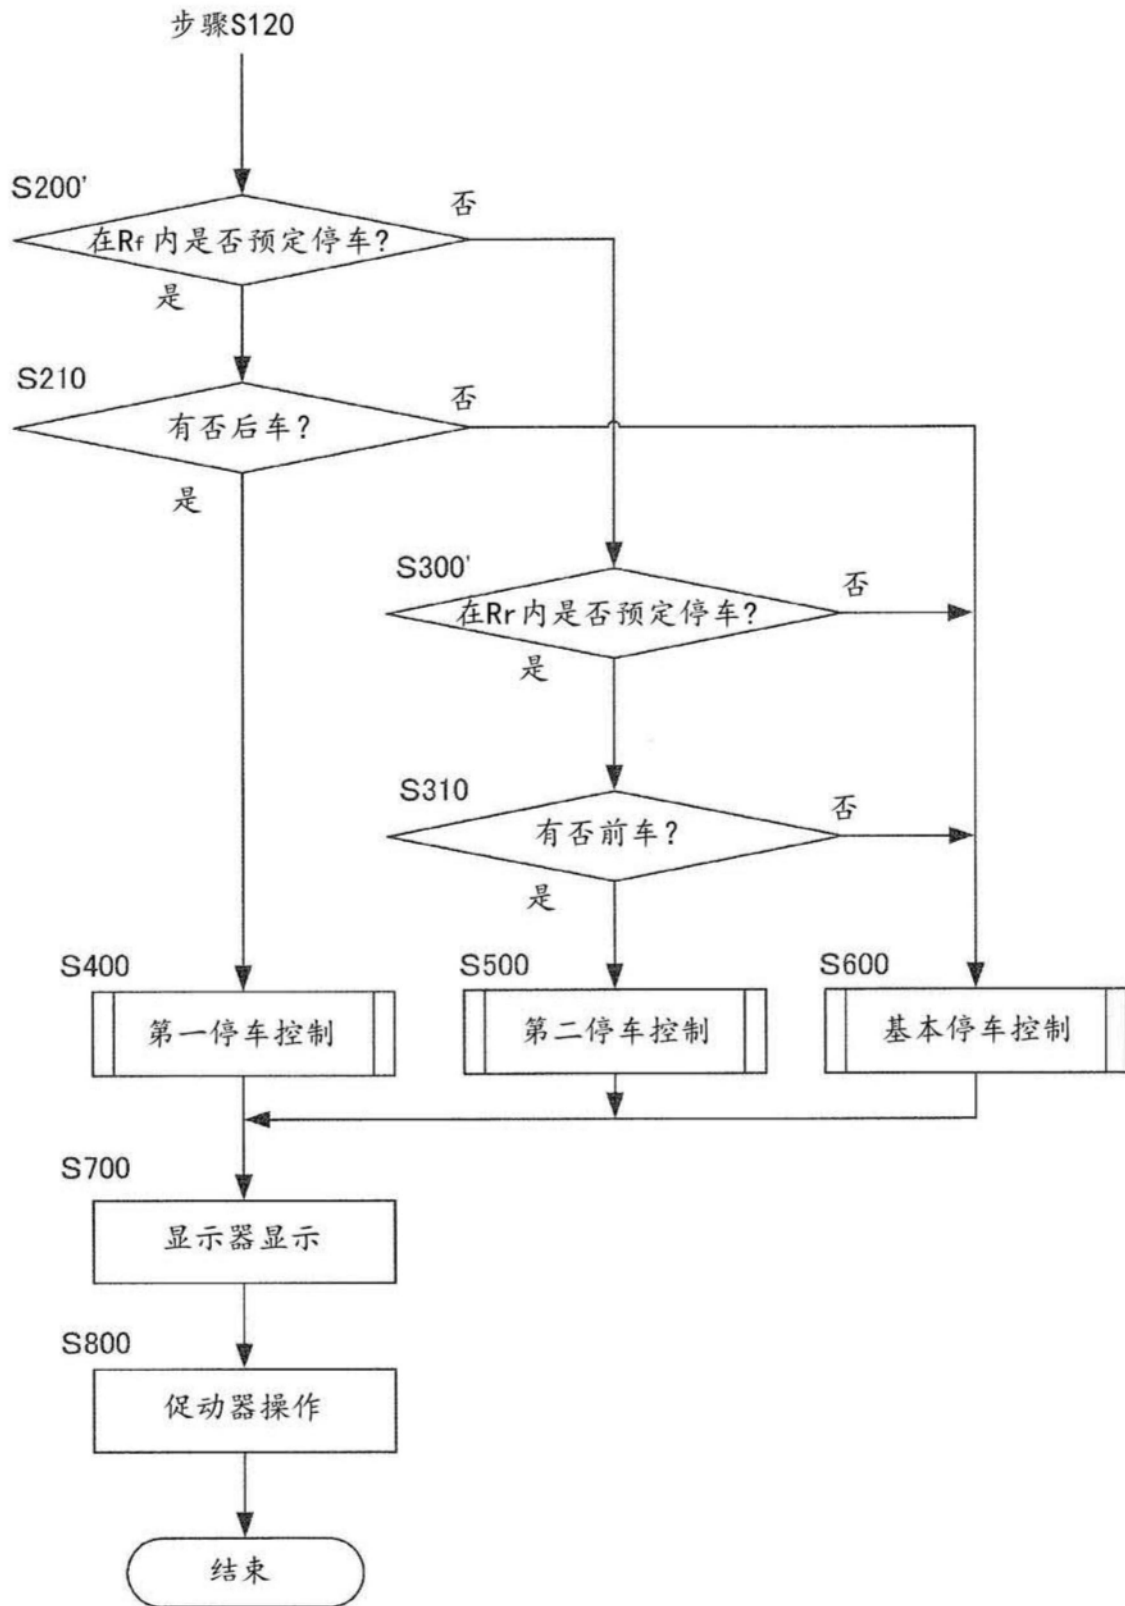 步骤S120
S200'
否
在Rf内是否预定停车?
是
S210
否
有否后车?
是
S300'
否
在Rr内是否预定停车?
是
S310
否
有否前车?
是
S400
S500
S600
第一停车控制
第二停车控制
基本停车控制
S700
显示器显示
S800
促动器操作
结束